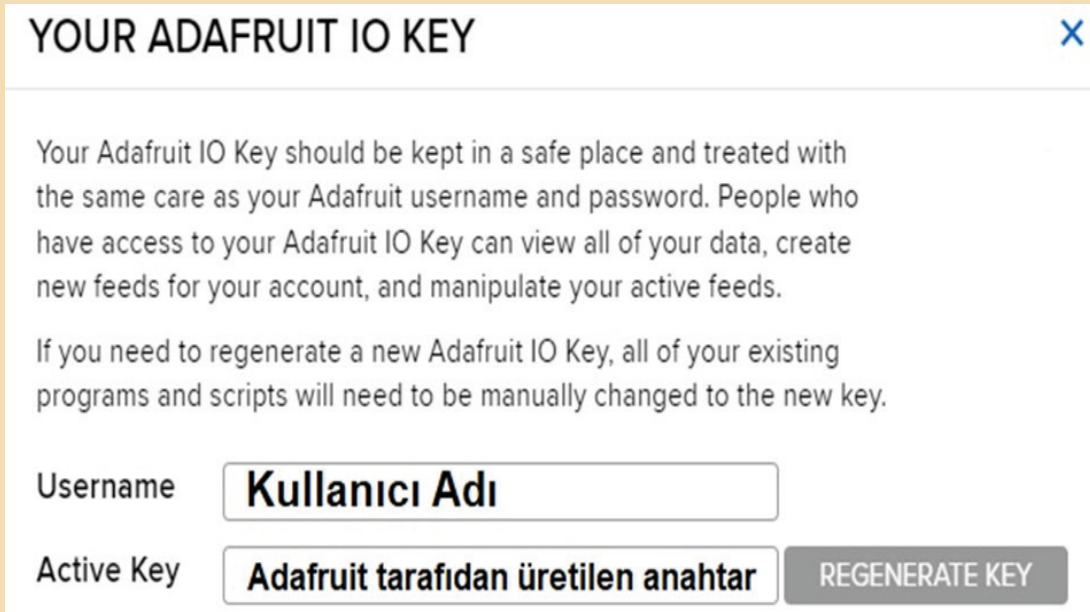 YOUR ADAFRUIT IO KEY X
Your Adafruit IO Key should be kept in a safe place and treated with
the same care as your Adafruit username and password. People who
have access to your Adafruit IO Key can view all of your data, create
new feeds for your account, and manipulate your active feeds.
If you need to regenerate a new Adafruit IO Key, all of your existing
programs and scripts will need to be manually changed to the new key.
Username Kullanıcı Adı
Active Key Adafruit tarafıdan üretilen anahtar REGENERATE KEY